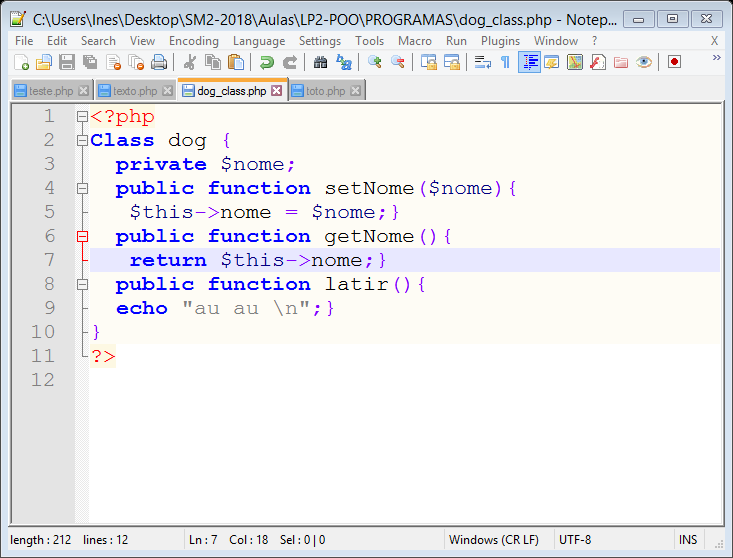 C:\Users\Ines\Desktop\SM2-2018\Aulas\LP2-POO\PROGRAMAS\dog_class.php - Notep...
File Edit Search View Encoding Language Settings Tools Macro Run Plugins Window ? X
teste.php texto.php dog_class.php toto.php
1 <?php
2 Class dog {
3 private $nome;
4 public function setNome($nome){
5 $this->nome = $nome;}
6 public function getNome(){
7 return $this->nome;}
8 public function latir(){
9 echo "au au \n";}
10 }
11 ?>
12
length : 212 lines : 12 Ln : 7 Col : 18 Sel : 0 | 0 Windows (CR LF) UTF-8 INS